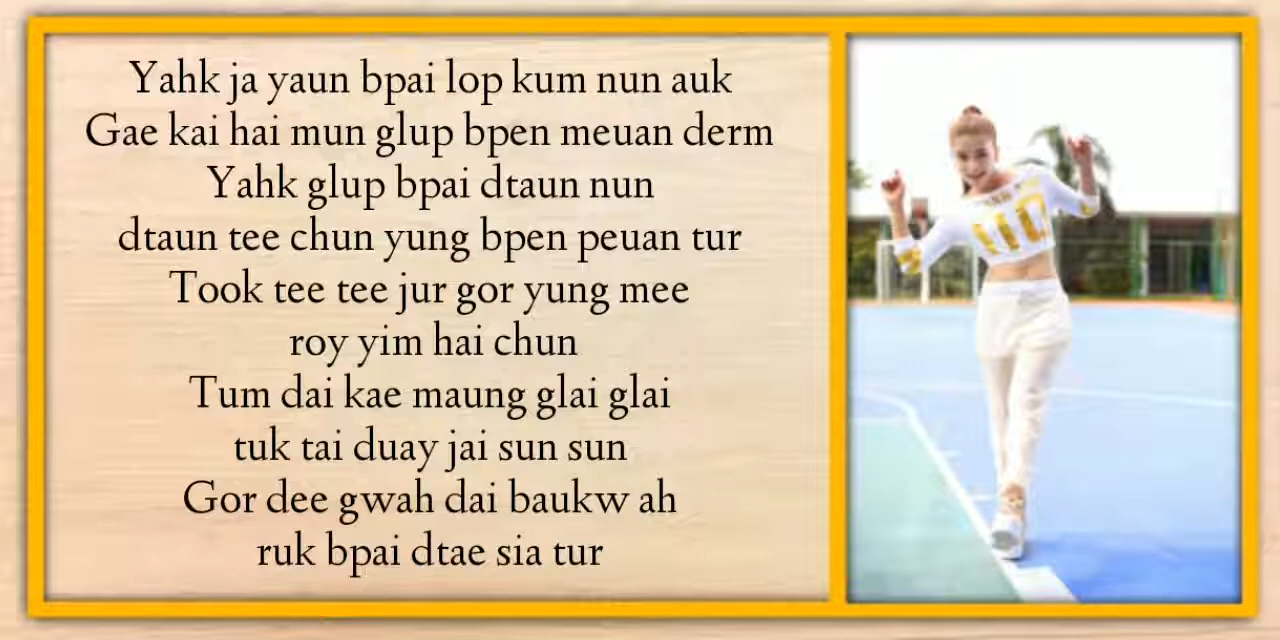 Yahk ja yaun bpai lop kum nun auk
Gae kai hai mun glup bpen meuan derm
Yahk glup bpai dtaun nun
dtaun tee chun yung bpen peuan tur
Took tee tee jur gor yung mee
roy yim hai chun
Tum dai kae maung glai glai
tuk tai duay jai sun sun
Gor dee gwah dai baukw ah
ruk bpai dtae sia tur